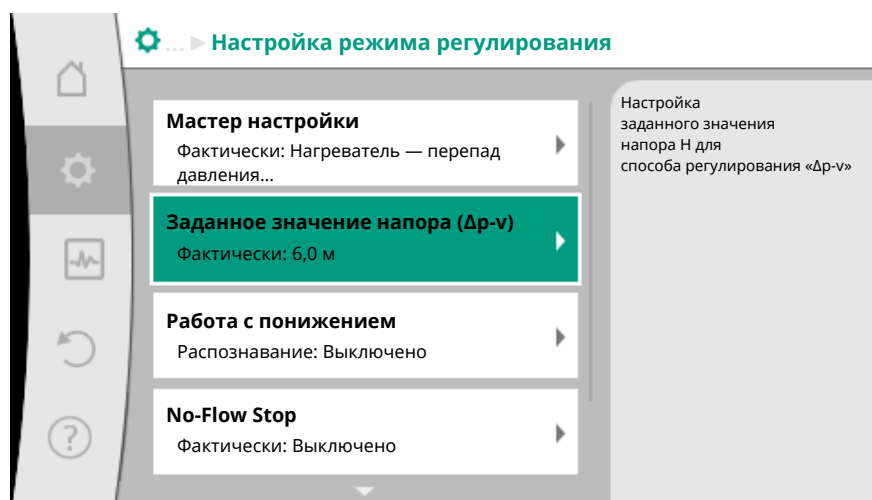 ... Настройка режима регулирования
Мастер настройки
Фактически: Нагреватель — перепад
давления...
Заданное значение напора (Δp-v)
Фактически: 6,0 м
Работа с понижением
Распознавание: Выключено
No-Flow Stop
Фактически: Выключено
Настройка
заданного значения
напора H для
способа регулирования «Δp-v»
?